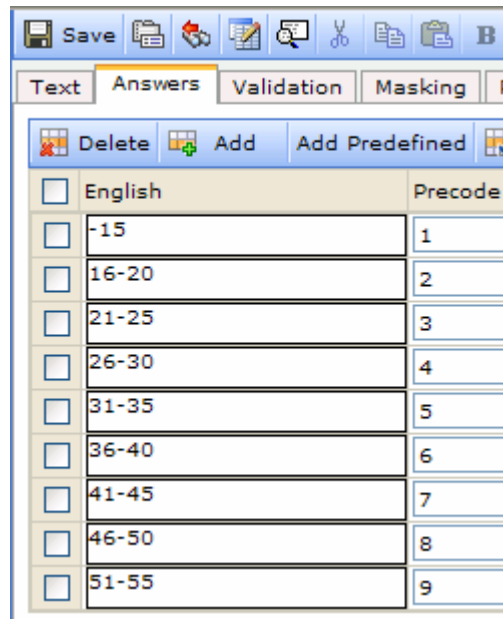 Save B
Text Answers Validation Masking
Delete Add Add Predefined
English Precode
-15 1
16-20 2
21-25 3
26-30 4
31-35 5
36-40 6
41-45 7
46-50 8
51-55 9